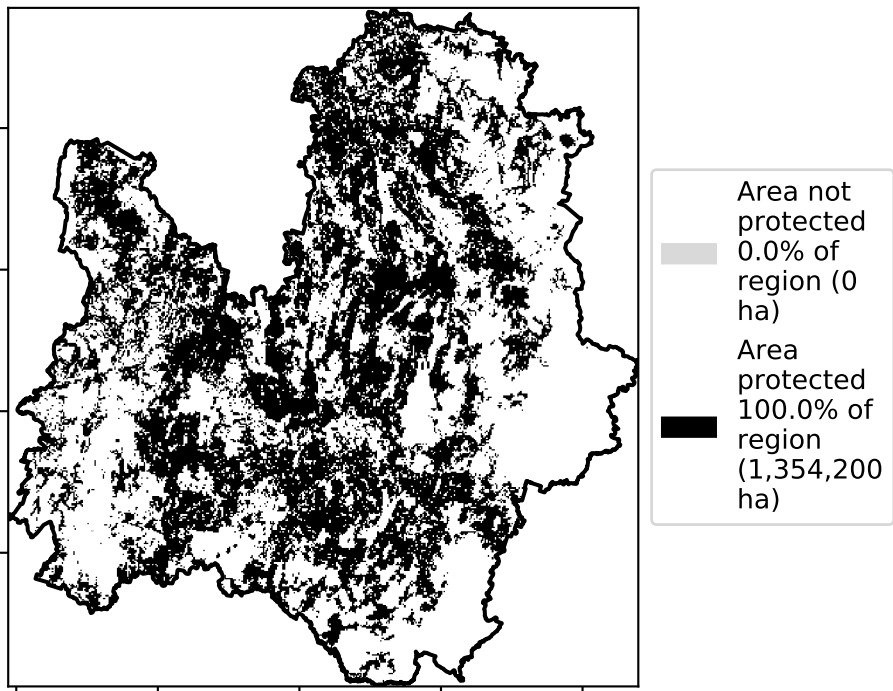 Area not
protected
0.0% of
region (0
ha)
Area
protected
100.0% of
region
(1,354,200
ha)